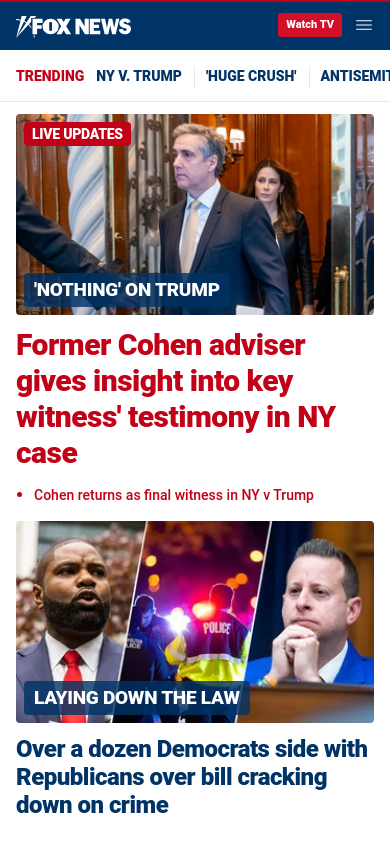 FOX NEWS
Watch TV
TRENDING NY V. TRUMP 'HUGE CRUSH' ANTISEMIT
LIVE UPDATES
'NOTHING' ON TRUMP
Former Cohen adviser
gives insight into key
witness' testimony in NY
case
Cohen returns as final witness in NY v Trump
POLICE
LICE
LAYING DOWN THE LAW
Over a dozen Democrats side with
Republicans over bill cracking
down on crime